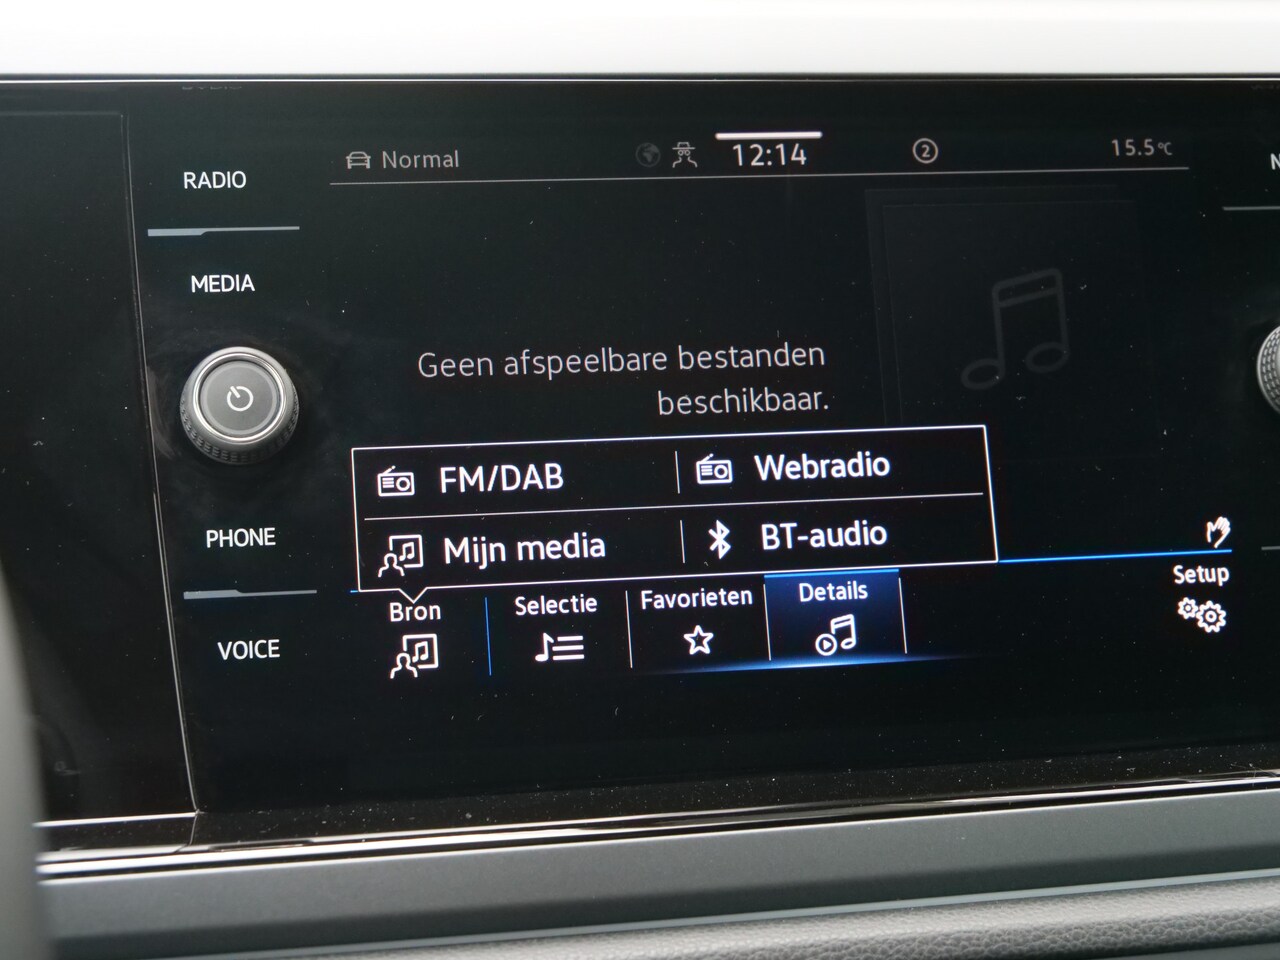 RADIO
MEDIA
PHONE
VOICE
Normal
12:14
2
15.5°C
Geen afspeelbare bestanden
beschikbaar.
FM/DAB
Webradio
Mijn media
BT-audio
Bron
Selectie
Favorieten
Details
Setup